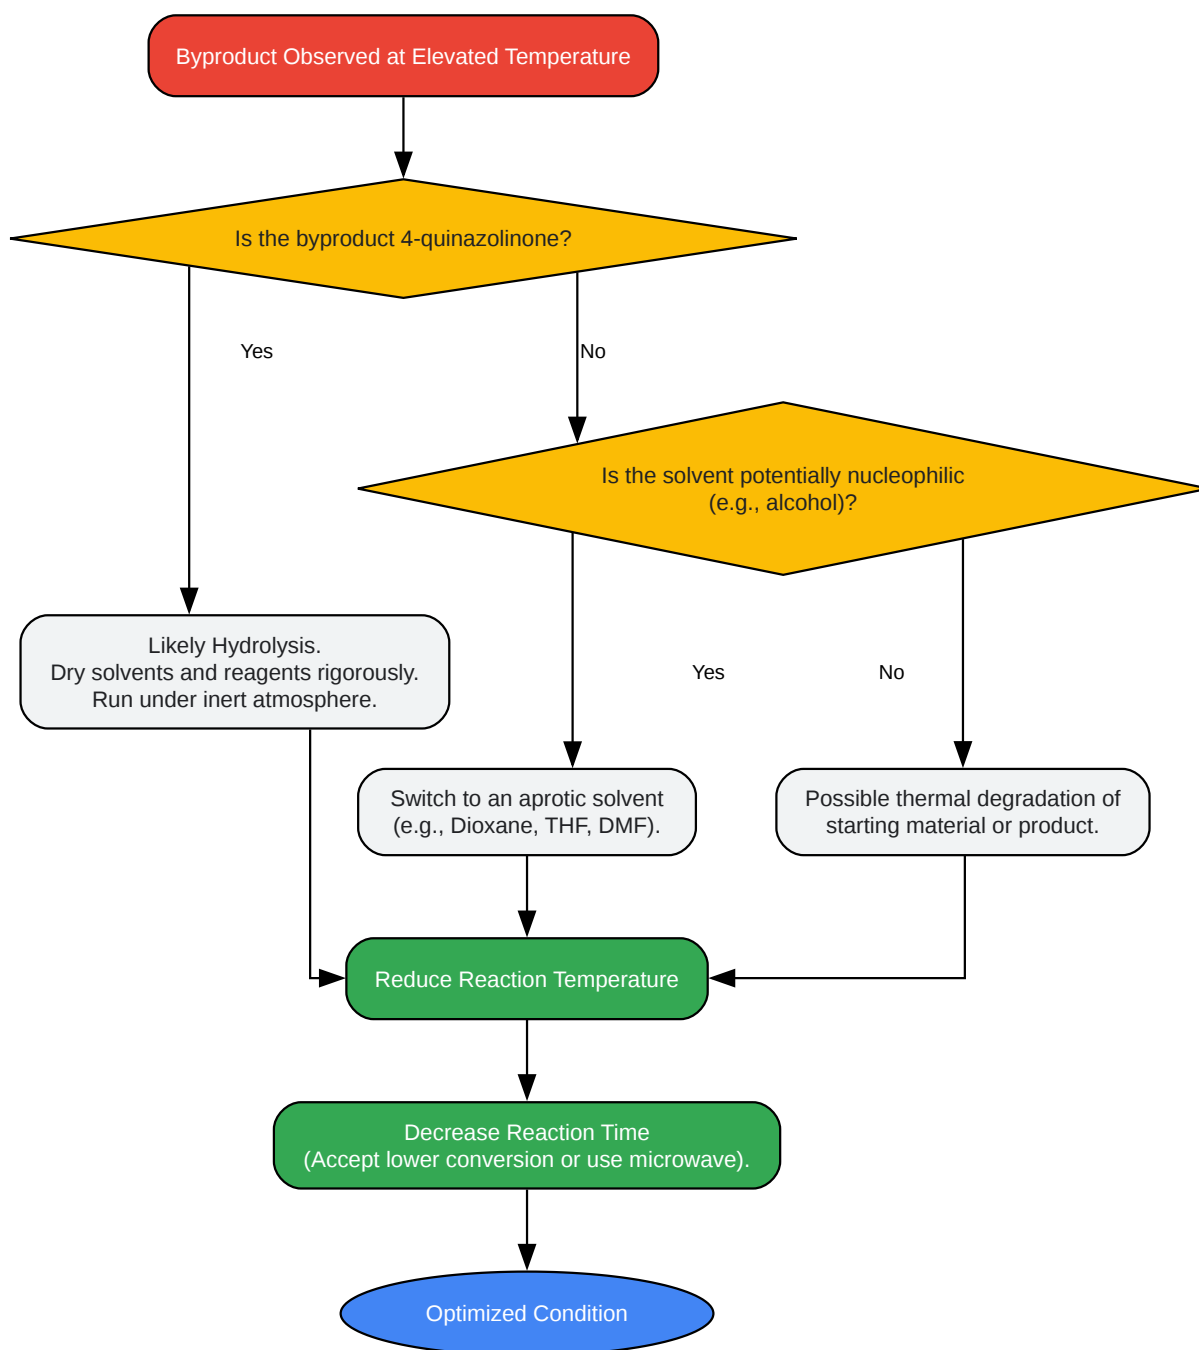 Byproduct Observed at Elevated Temperature
Is the byproduct 4-quinazolinone?
Yes
No
Is the solvent potentially nucleophilic
(e.g., alcohol)?
Likely Hydrolysis.
Dry solvents and reagents rigorously.
Run under inert atmosphere.
Yes
No
Switch to an aprotic solvent
(e.g., Dioxane, THF, DMF).
Possible thermal degradation of
starting material or product.
Reduce Reaction Temperature
Decrease Reaction Time
(Accept lower conversion or use microwave).
Optimized Condition